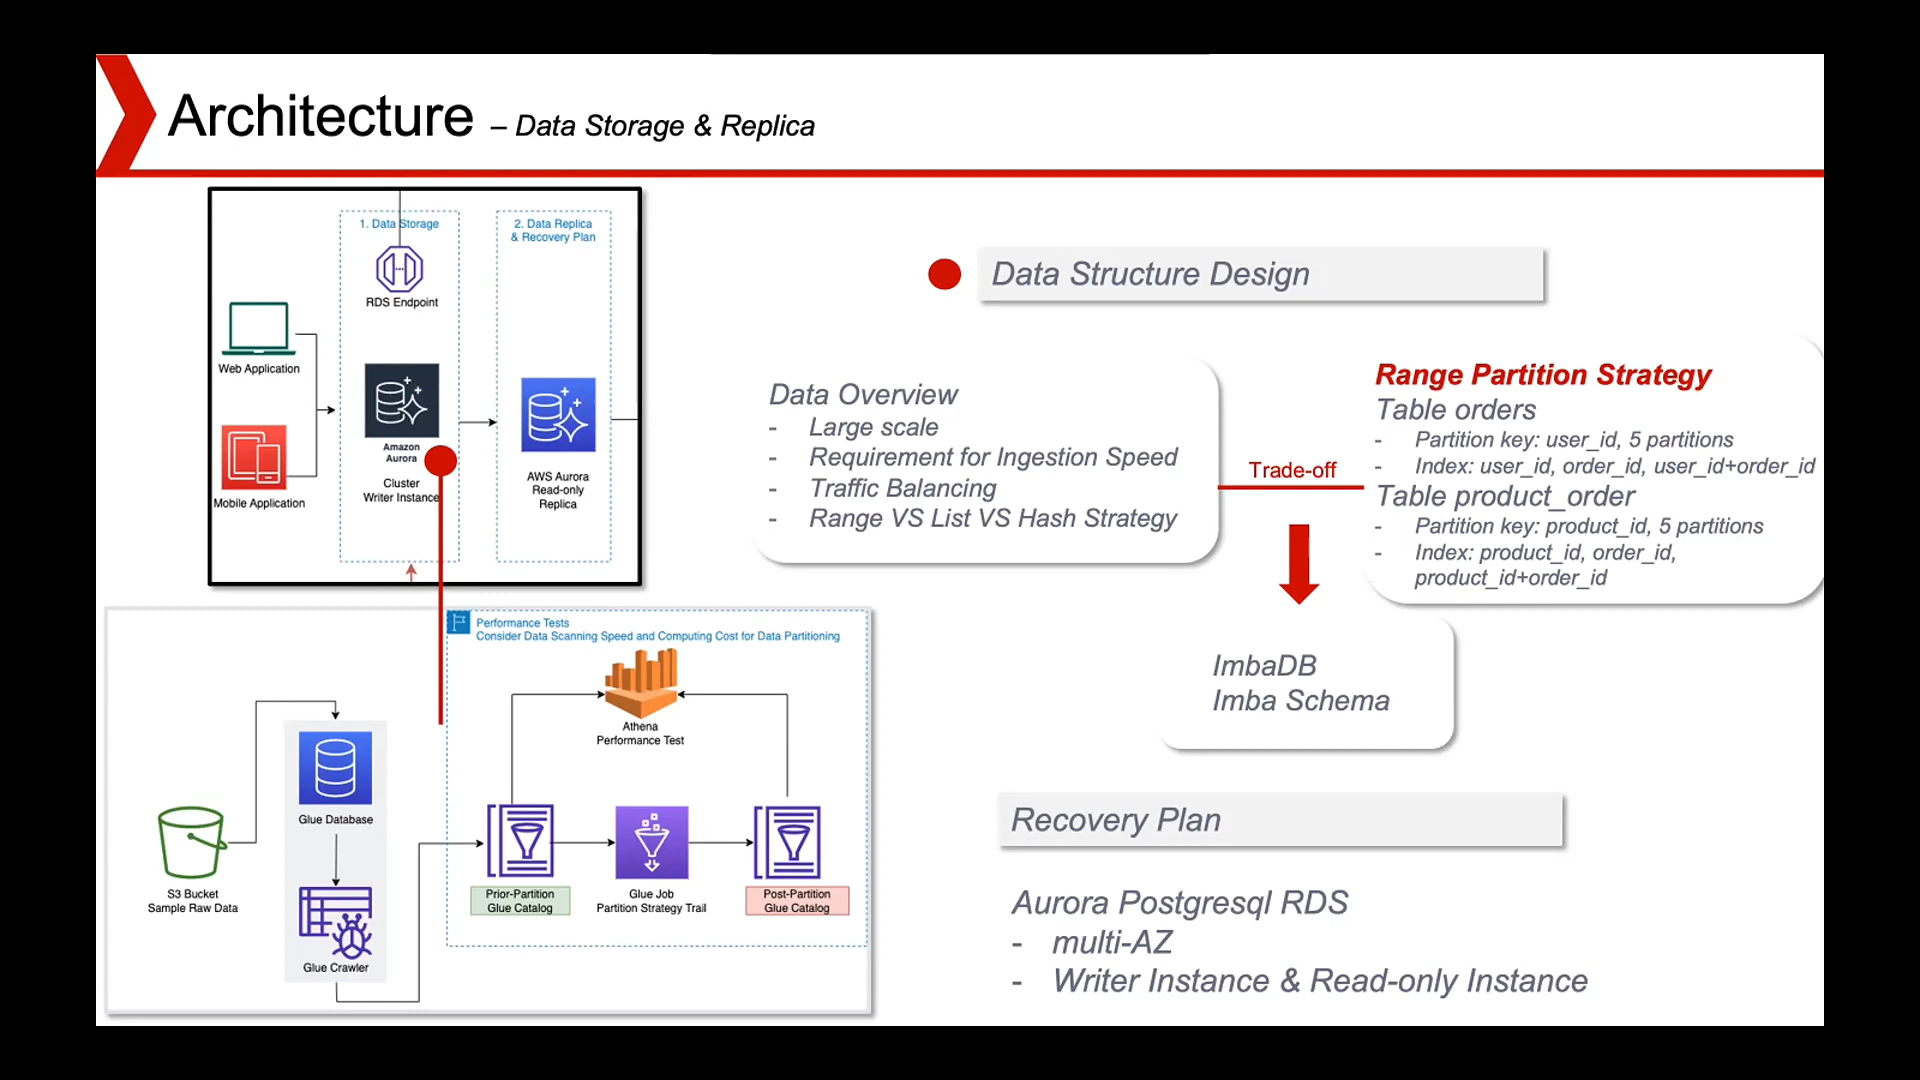 Architecture – Data Storage & Replica
1. Data Storage
2. Data Replica
& Recovery Plan
RDS Endpoint
Web Application
Mobile Application
Amazon
Aurora
Cluster
Writer Instance
AWS Aurora
Read-only
Replica
Data Structure Design
Data Overview
- Large scale
- Requirement for Ingestion Speed
- Traffic Balancing
- Range VS List VS Hash Strategy
Trade-off
Range Partition Strategy
Table orders
- Partition key: user_id, 5 partitions
- Index: user_id, order_id, user_id+order_id
Table product_order
- Partition key: product_id, 5 partitions
- Index: product_id, order_id,
product_id+order_id
ImbaDB
Imba Schema
Performance Tests
Consider Data Scanning Speed and Computing Cost for Data Partitioning
Athena
Performance Test
Glue Database
S3 Bucket
Sample Raw Data
Glue Crawler
Prior-Partition
Glue Catalog
Glue Job
Partition Strategy Trail
Post-Partition
Glue Catalog
Recovery Plan
Aurora Postgresql RDS
- multi-AZ
- Writer Instance & Read-only Instance